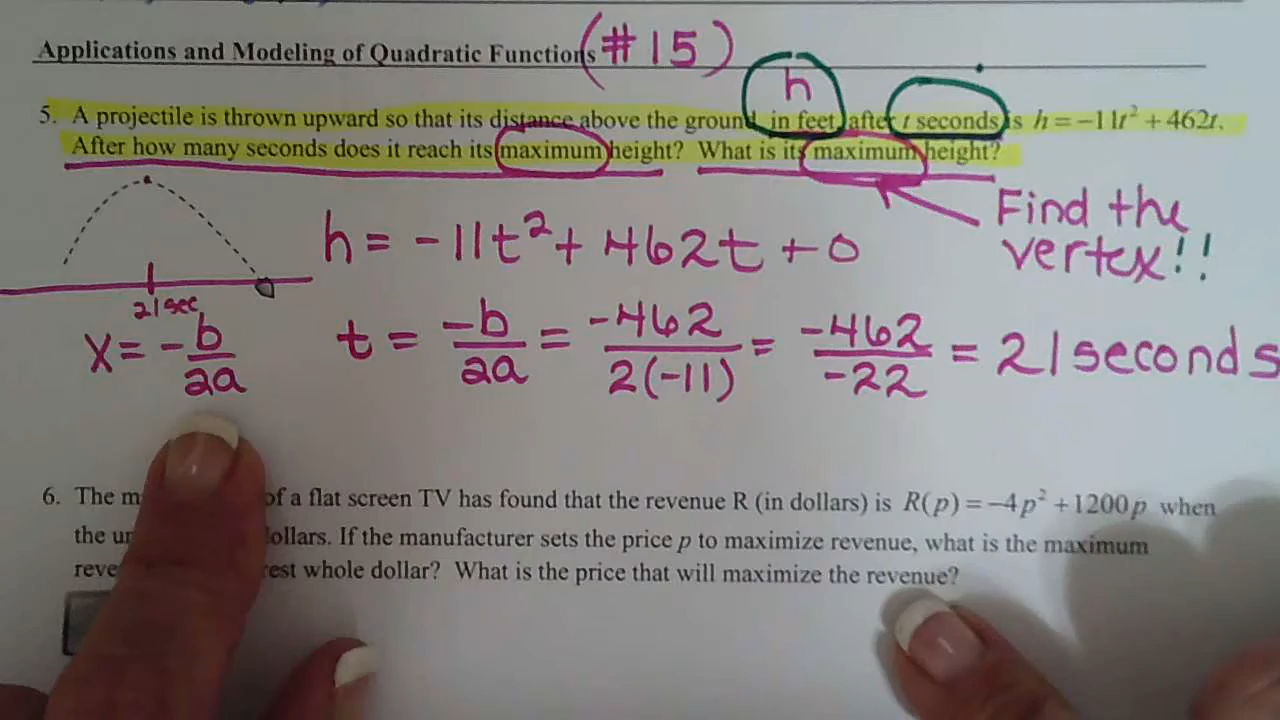 Applications and Modeling of Quadratic Functions (#15)
h
5. A projectile is thrown upward so that its distance above the ground in feet after t seconds is h = −11t² + 462t.
After how many seconds does it reach its maximum height? What is its maximum height?
Find the
vertex!!
h = -11t² + 462t + 0
21 sec
x = -b/2a
t = -b/2a = -462/2(-11) = -462/-22 = 21 seconds
6. The of a flat screen TV has found that the revenue R (in dollars) is R(p) = −4p² + 1200p when
the dollars. If the manufacturer sets the price p to maximize revenue, what is the maximum
whole dollar? What is the price that will maximize the revenue?